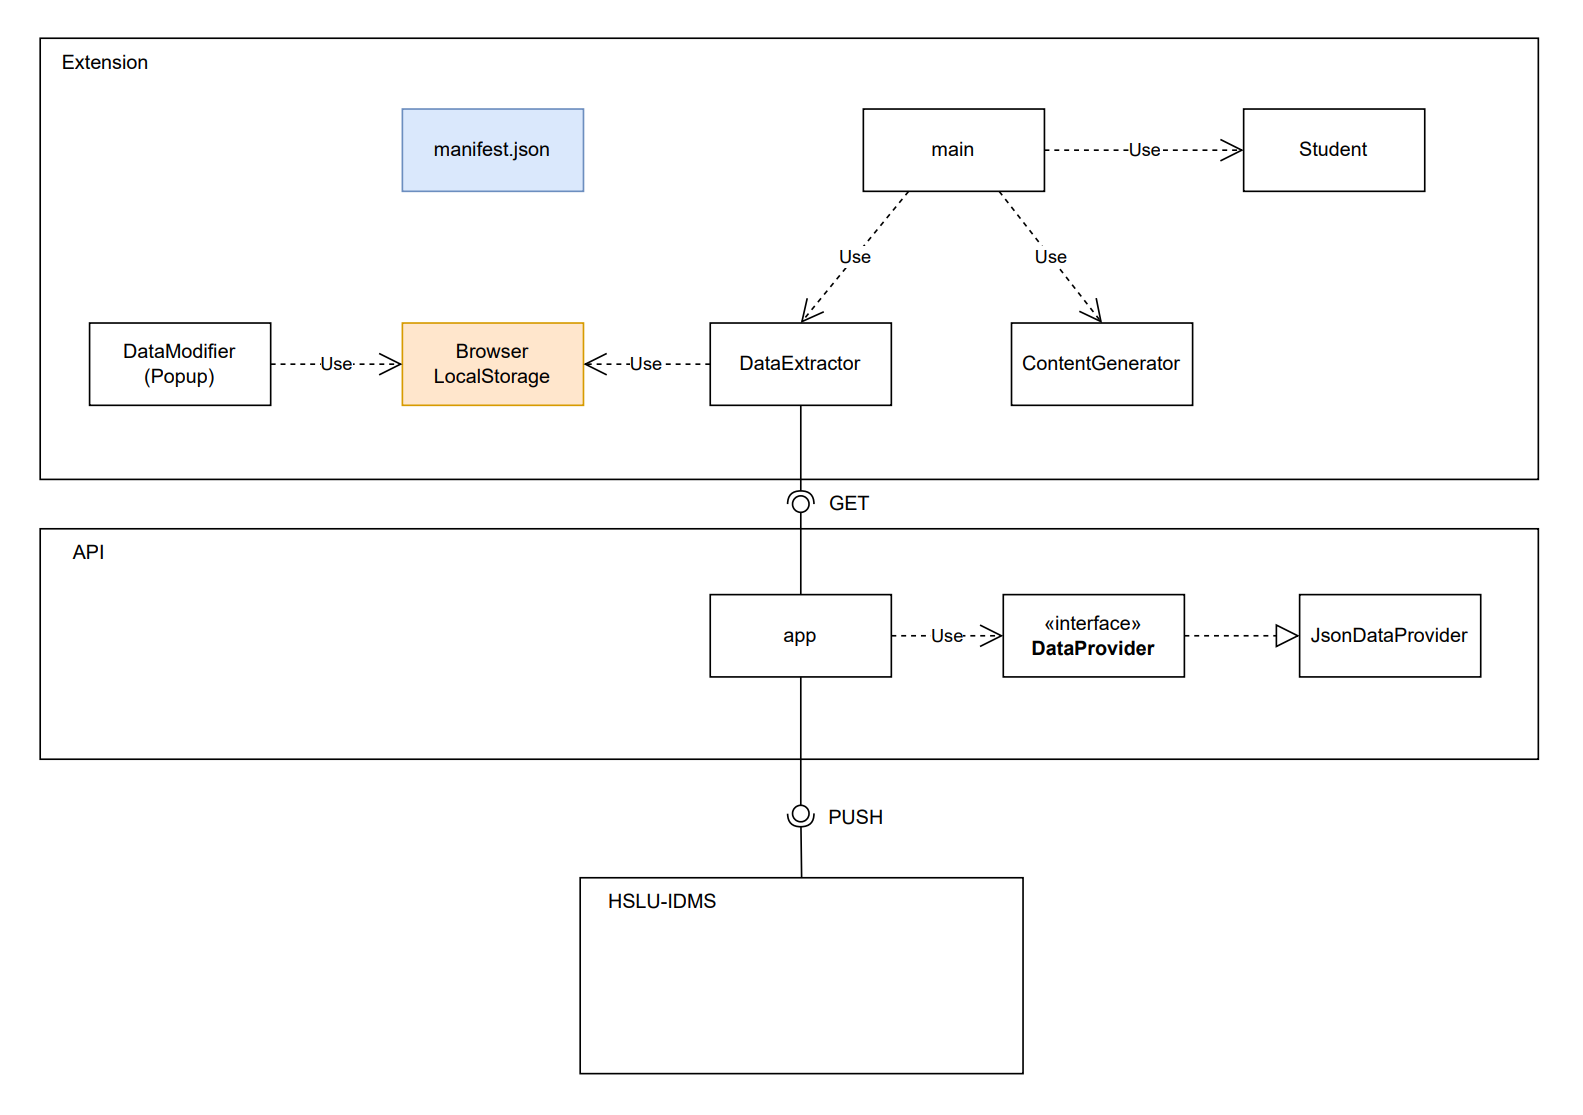 Extension
manifest.json
main
Use
Student
Use
Use
DataModifier
(Popup)
Use
Browser
LocalStorage
Use
DataExtractor
ContentGenerator
GET
API
app
Use
«interface»
DataProvider
JsonDataProvider
PUSH
HSLU-IDMS